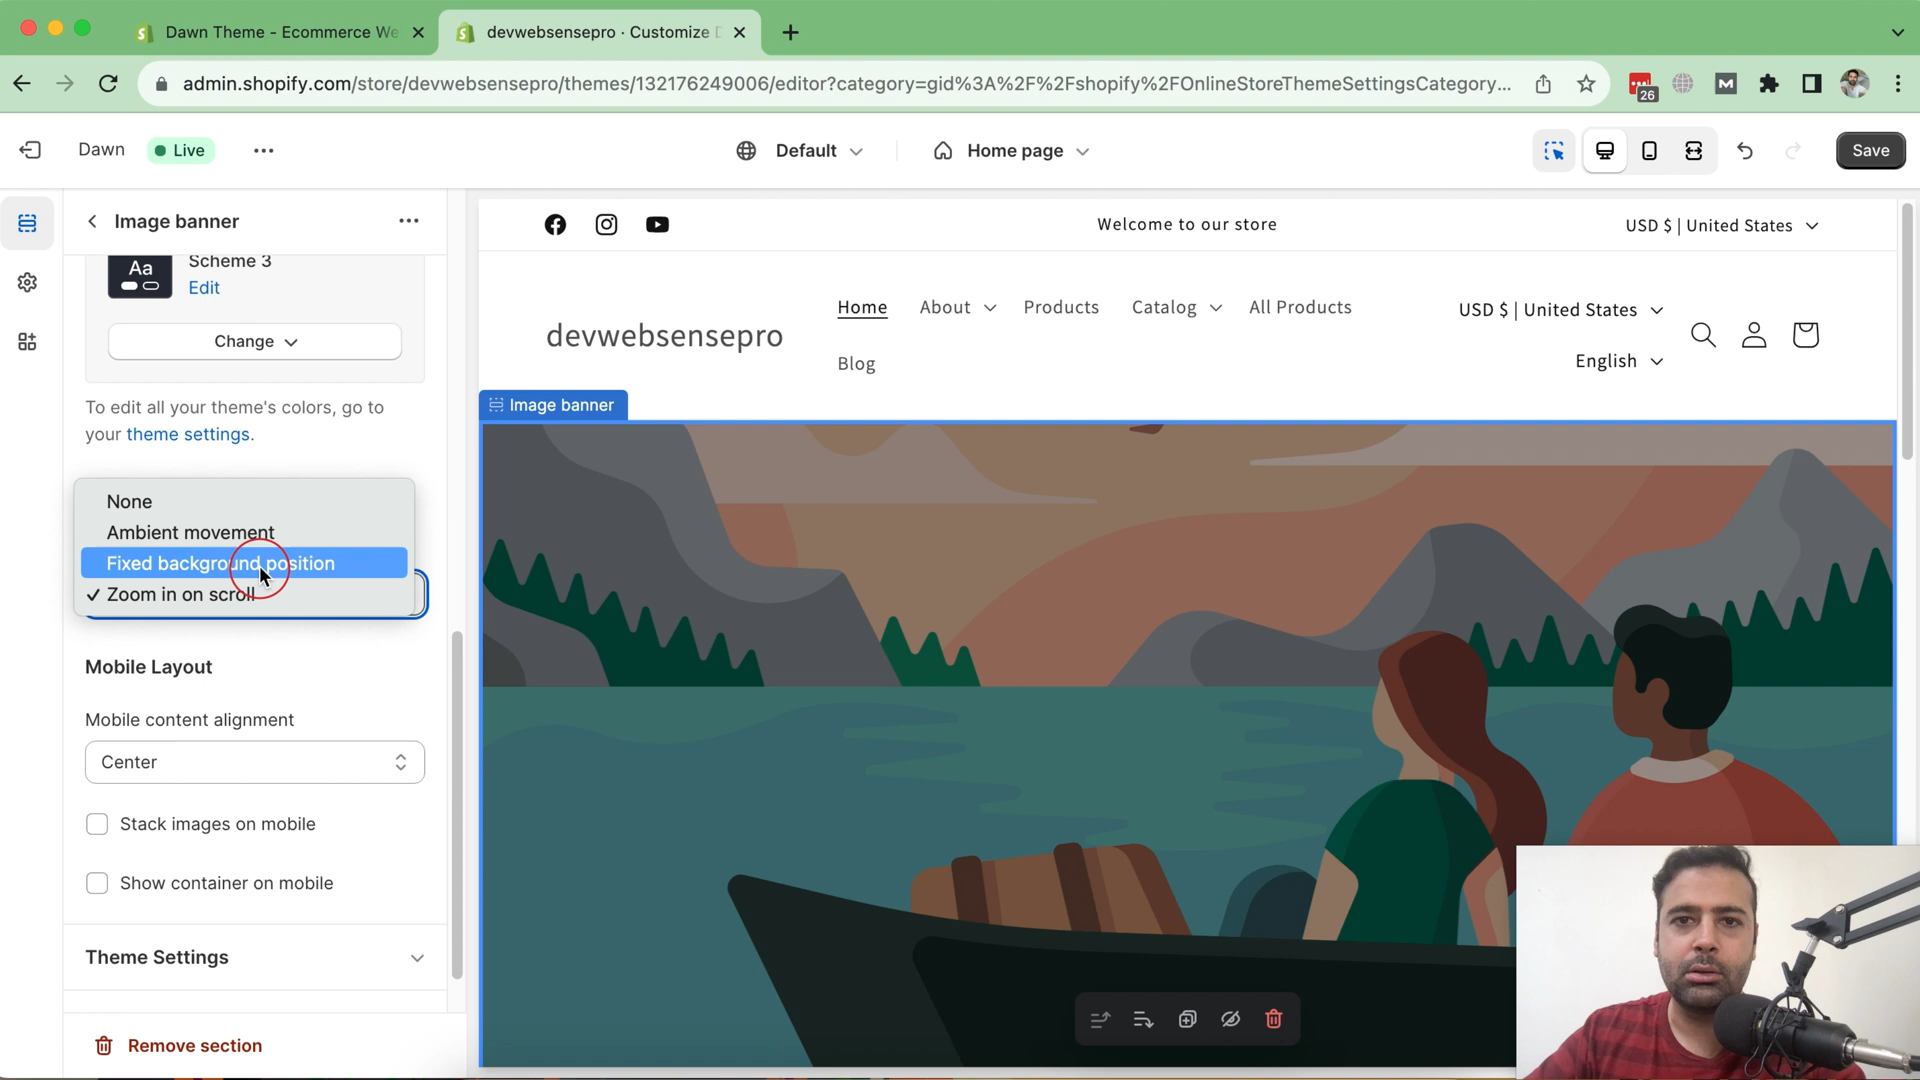 Dawn Theme - Ecommerce We
devwebsensepro · Customize D
admin.shopify.com/store/devwebsensepro/themes/132176249006/editor?category=gid%3A%2F%2Fshopify%2FOnlineStoreThemeSettingsCategory...
26
M
Dawn
Live
Default
Home page
Save
Image banner
Aa
Scheme 3
Edit
Change
To edit all your theme's colors, go to
your theme settings.
None
Ambient movement
Fixed background position
✓ Zoom in on scroll
Mobile Layout
Mobile content alignment
Center
Stack images on mobile
Show container on mobile
Theme Settings
Remove section
Welcome to our store
USD $ | United States
devwebsensepro
Home
About
Products
Catalog
All Products
Blog
USD $ | United States
English
Image banner